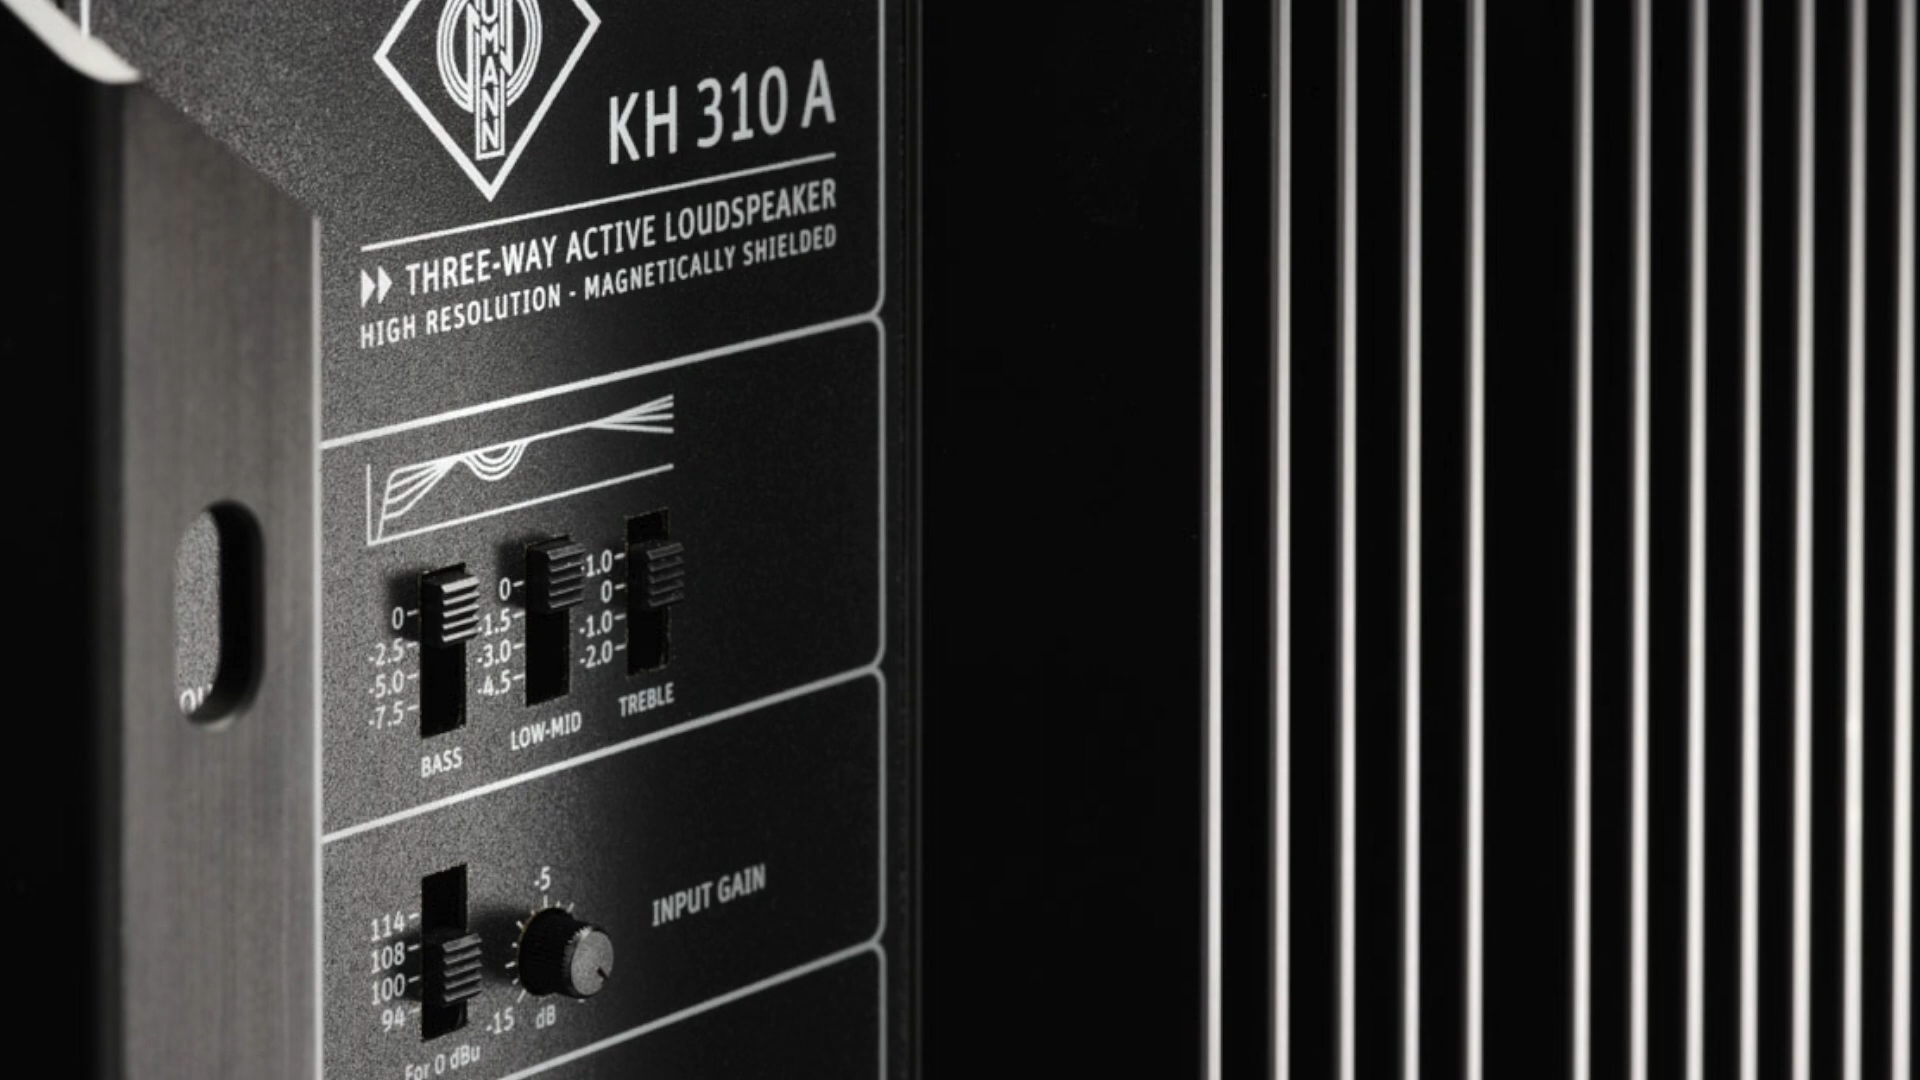 UMANN
KH 310 A
THREE-WAY ACTIVE LOUDSPEAKER
HIGH RESOLUTION - MAGNETICALLY SHIELDED
0
-2.5
-5.0
-7.5
BASS
0
-1.5
-3.0
-4.5
LOW-MID
1.0
0
-1.0
-2.0
TREBLE
114
108
100
94
For 0 dBu
-5
-15
dB
INPUT GAIN